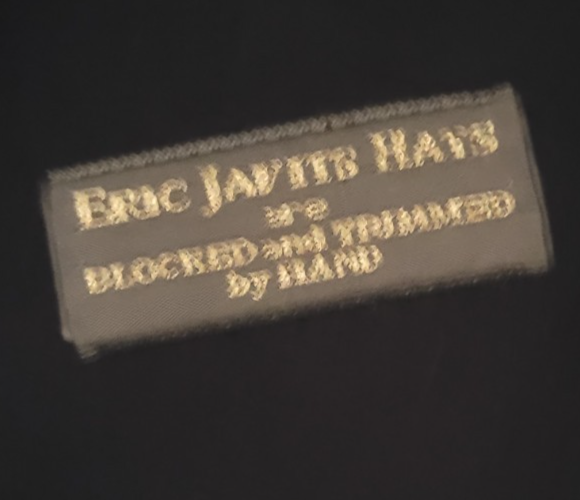 ERIC JAVITS HATS
are
BLOCKED and TRIMMED
by HAND